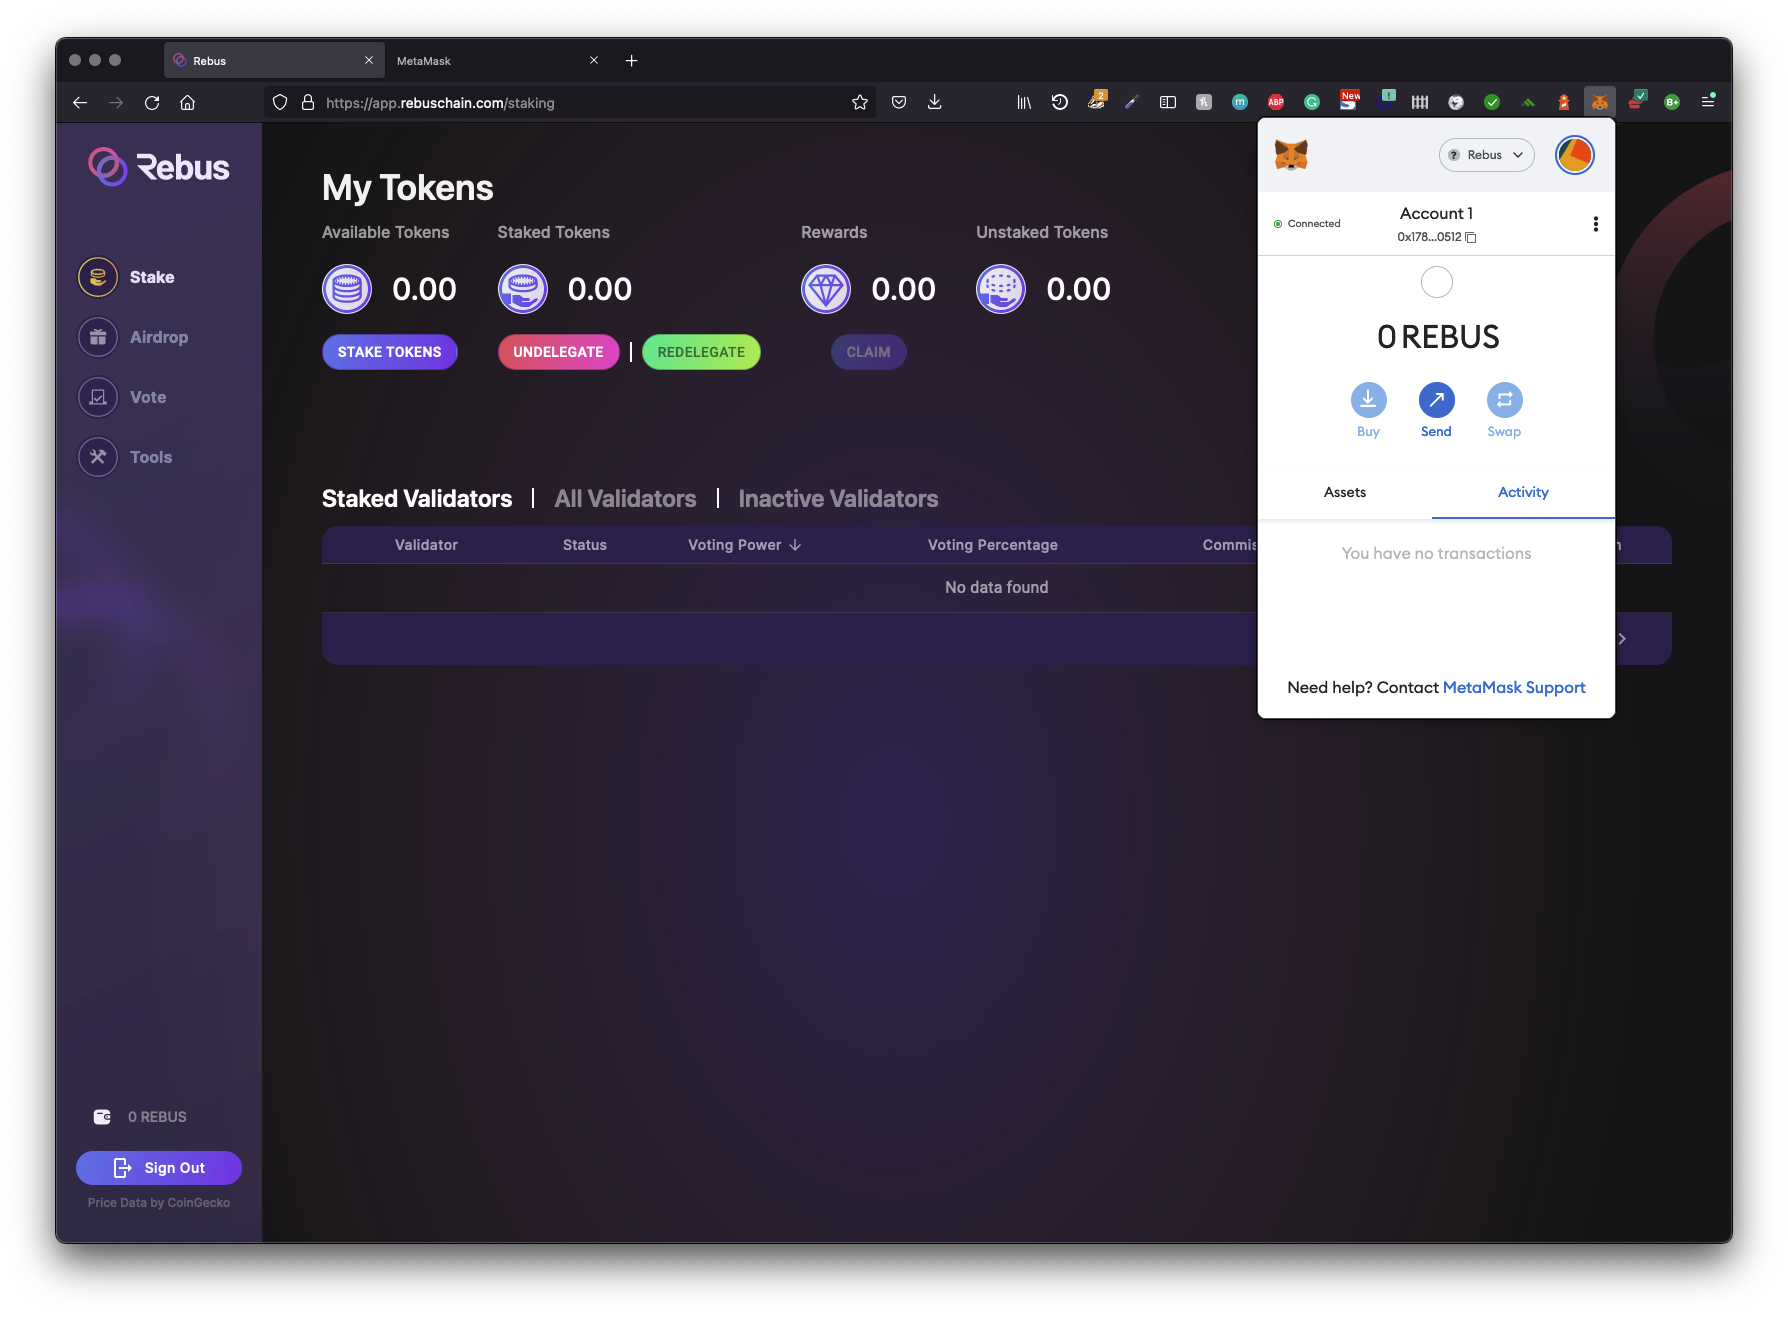 Rebus
MetaMask
https://app.rebuschain.com/staking
2
ABP
New
!
m
G
B+
Rebus
Stake
Airdrop
Vote
Tools
0 REBUS
Sign Out
Price Data by CoinGecko
My Tokens
Available Tokens
Staked Tokens
Rewards
Unstaked Tokens
0.00
0.00
0.00
0.00
STAKE TOKENS
UNDELEGATE
|
REDELEGATE
CLAIM
Staked Validators | All Validators | Inactive Validators
Validator
Status
Voting Power
Voting Percentage
Commis
n
No data found
? Rebus
Connected
Account 1
0x178...0512
0 REBUS
Buy
Send
Swap
Assets
Activity
You have no transactions
Need help? Contact MetaMask Support